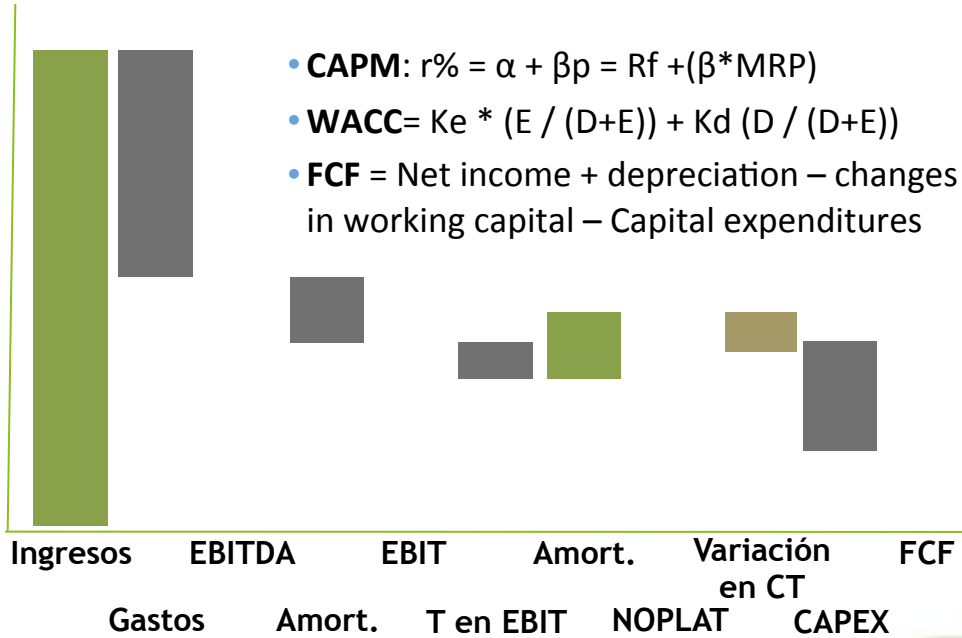 • CAPM: r% = α + βp = Rf +(β*MRP)
• WACC= Ke * (E / (D+E)) + Kd (D / (D+E))
• FCF = Net income + depreciation – changes
in working capital – Capital expenditures
Ingresos EBITDA EBIT Amort. Variación FCF
en CT
Gastos Amort. T en EBIT NOPLAT CAPEX